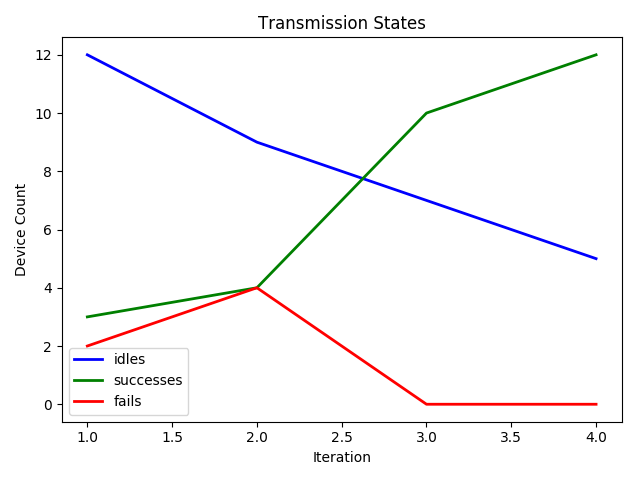 Transmission States
Device Count
12
10
8
6
4
2
0
idles
successes
fails
1.0 1.5 2.0 2.5 3.0 3.5 4.0
Iteration